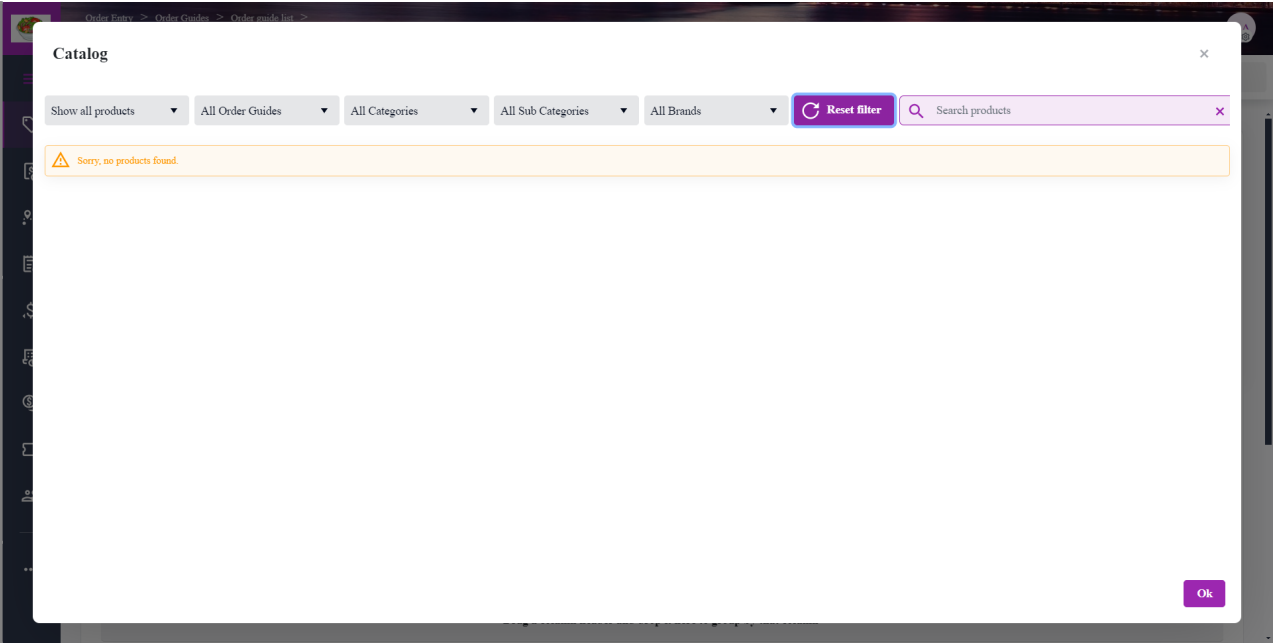 Order Entry > Order Guides > Order guide list >
Catalog
×
Show all products
All Order Guides
All Categories
All Sub Categories
All Brands
Reset filter
Search products
×
Sorry, no products found.
Ok